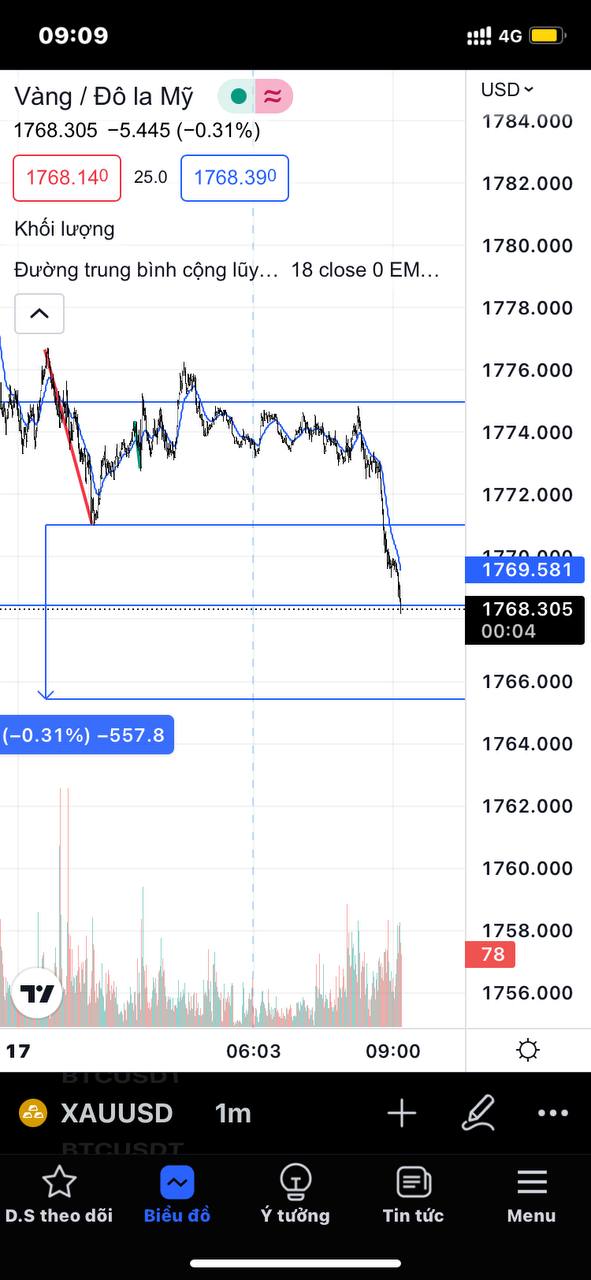 09:09
4G
Vàng / Đô la Mỹ
USD
1768.305 −5.445 (−0.31%)
1768.140 25.0 1768.390
Khối lượng
Đường trung bình cộng lũy... 18 close 0 EM...
1784.000
1782.000
1780.000
1778.000
1776.000
1774.000
1772.000
1770.000
1769.581
1768.305
00:04
1766.000
(−0.31%) −557.8
1764.000
1762.000
1760.000
1758.000
78
1756.000
17 06:03 09:00
BTCUSDT
XAUUSD 1m
BTCUSDT
D.S theo dõi Biểu đồ Ý tưởng Tin tức Menu